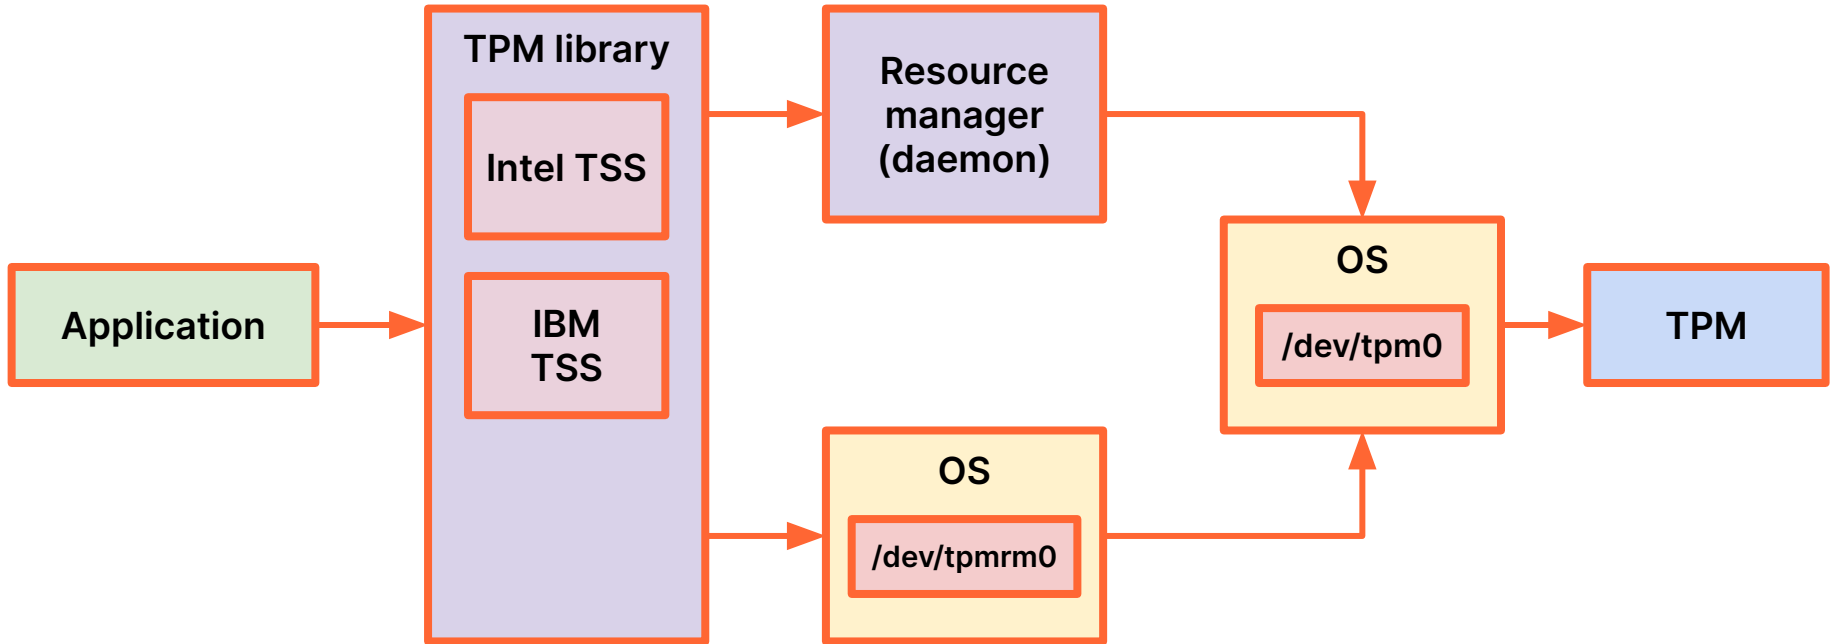 Application
TPM library
Intel TSS
IBM
TSS
Resource
manager
(daemon)
OS
/dev/tpmrm0
OS
/dev/tpm0
TPM